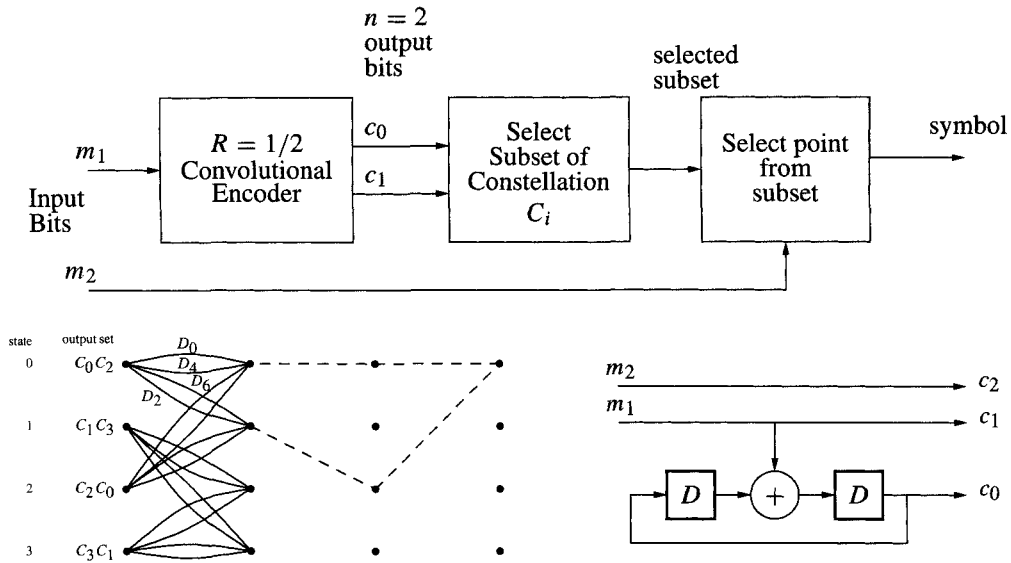 n = 2
output
bits
selected
subset
m₁
R = 1/2
Convolutional
Encoder
c₀
c₁
Select
Subset of
Constellation
Cᵢ
Select point
from
subset
symbol
Input
Bits
m₂
state
output set
0
C₀C₂
D₀
D₄
D₆
D₂
1
C₁C₃
2
C₂C₀
3
C₃C₁
m₂
c₂
m₁
c₁
D
+
D
c₀